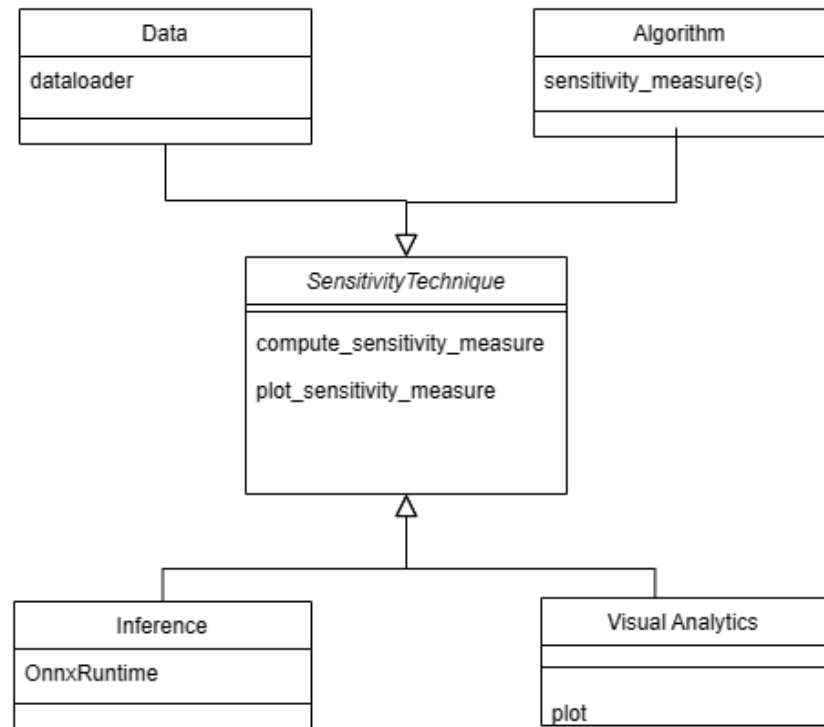 Data
dataloader
Algorithm
sensitivity_measure(s)
SensitivityTechnique
compute_sensitivity_measure
plot_sensitivity_measure
Inference
OnnxRuntime
Visual Analytics
plot